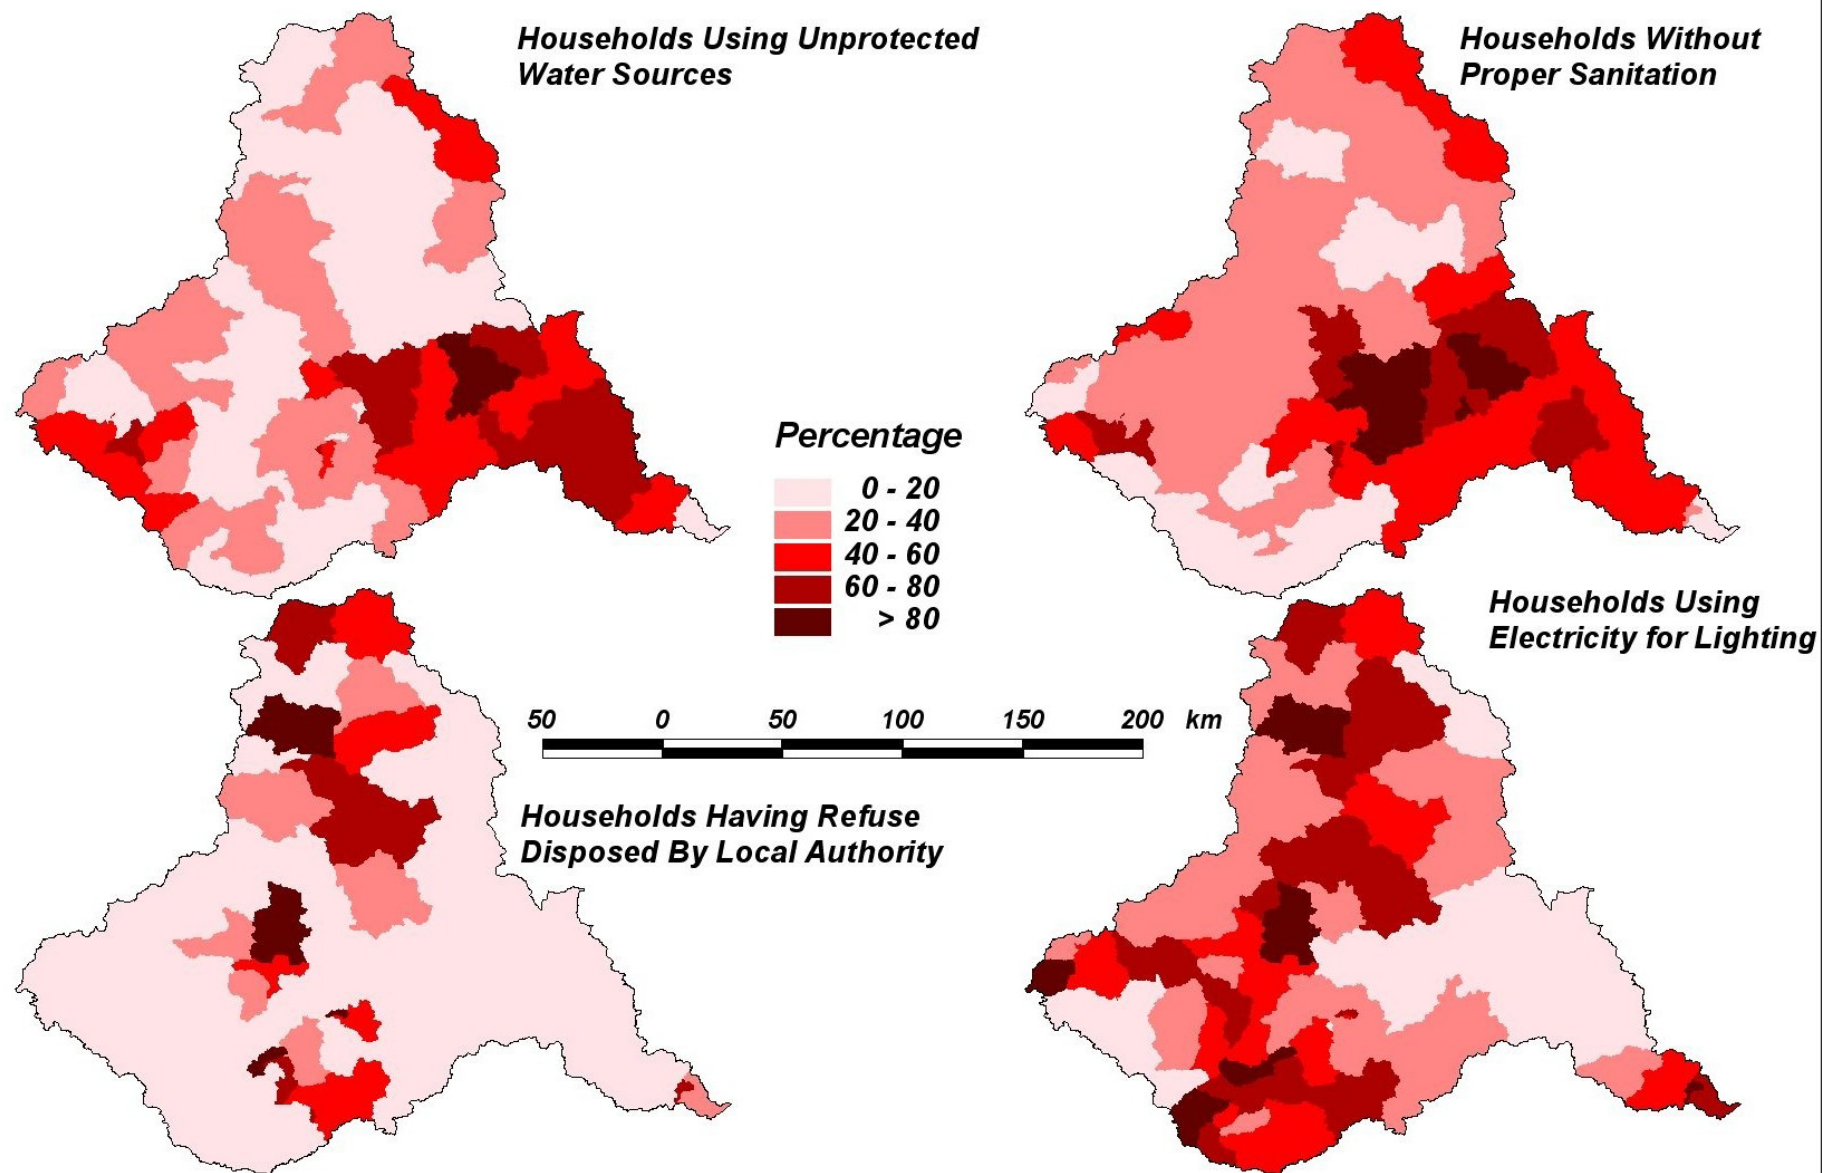 Households Using Unprotected
Water Sources
Households Without
Proper Sanitation
Percentage
0 - 20
20 - 40
40 - 60
60 - 80
> 80
Households Using
Electricity for Lighting
50 0 50 100 150 200 km
Households Having Refuse
Disposed By Local Authority